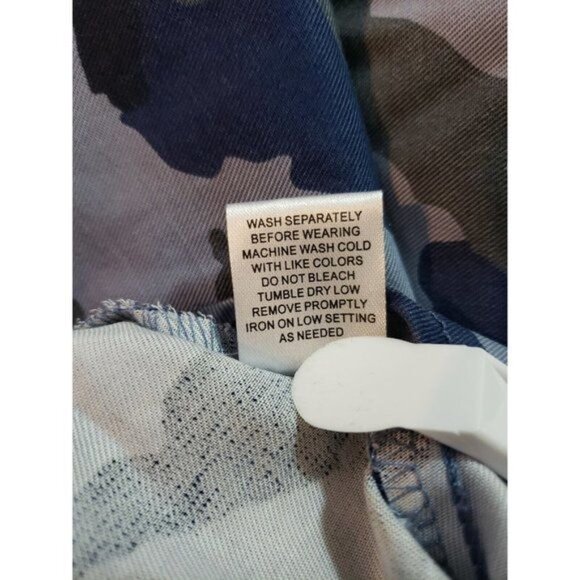 WASH SEPARATELY
BEFORE WEARING
MACHINE WASH COLD
WITH LIKE COLORS
DO NOT BLEACH
TUMBLE DRY LOW
REMOVE PROMPTLY
IRON ON LOW SETTING
AS NEEDED